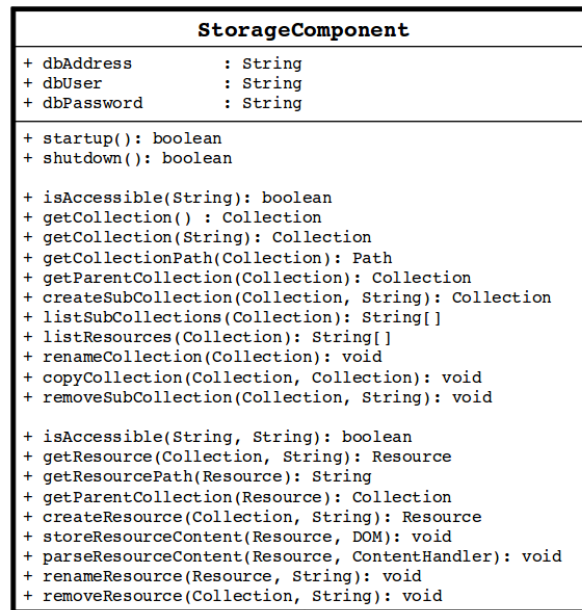 StorageComponent
+ dbAddress : String
+ dbUser : String
+ dbPassword : String
+ startup(): boolean
+ shutdown(): boolean
+ isAccessible(String): boolean
+ getCollection() : Collection
+ getCollection(String): Collection
+ getCollectionPath(Collection): Path
+ getParentCollection(Collection): Collection
+ createSubCollection(Collection, String): Collection
+ listSubCollections(Collection): String[]
+ listResources(Collection): String[]
+ renameCollection(Collection): void
+ copyCollection(Collection, Collection): void
+ removeSubCollection(Collection, String): void
+ isAccessible(String, String): boolean
+ getResource(Collection, String): Resource
+ getResourcePath(Resource): String
+ getParentCollection(Resource): Collection
+ createResource(Collection, String): Resource
+ storeResourceContent(Resource, DOM): void
+ parseResourceContent(Resource, ContentHandler): void
+ renameResource(Resource, String): void
+ removeResource(Collection, String): void